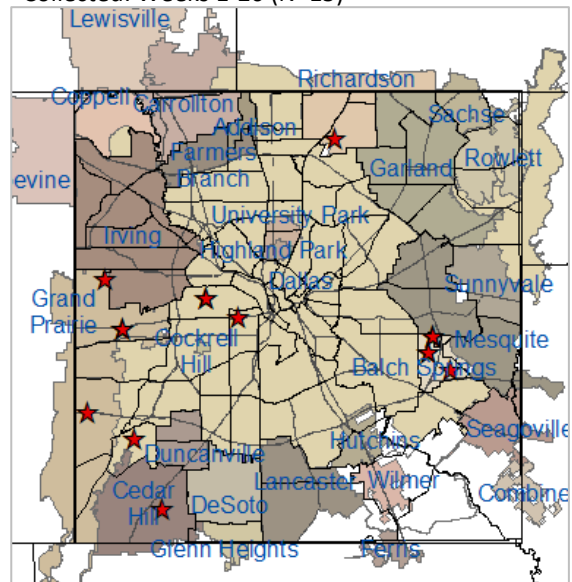 Lewisville
Richardson
Coppell
Carrollton
Addison
Sachse
Farmers
Branch
Garland
Rowlett
evine
University Park
Irving
Highland Park
Dallas
Sunnyvale
Grand
Prairie
Cockrell
Hill
Mesquite
Balch Springs
Seagoville
Hutchins
Duncanville
Lancaster
Wilmer
Cedar
Hill
DeSoto
Combine
Glenn Heights
Ferris